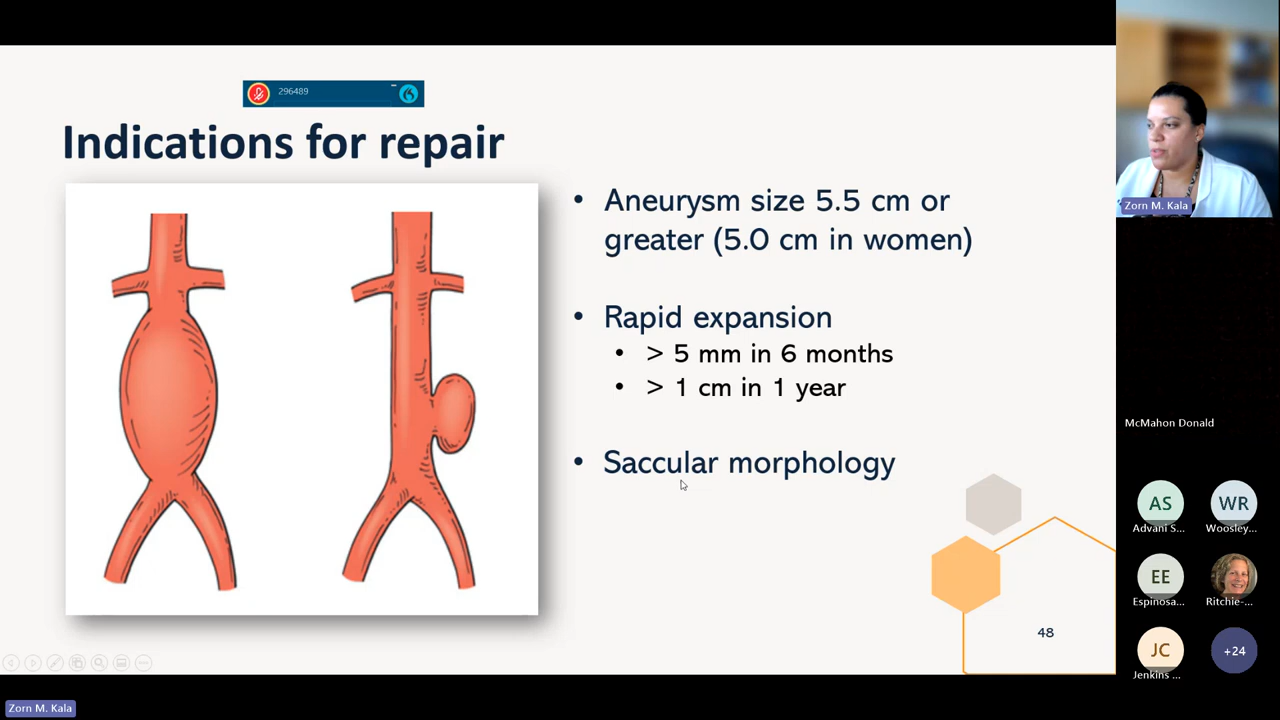 296489
Indications for repair
• Aneurysm size 5.5 cm or
greater (5.0 cm in women)
• Rapid expansion
• > 5 mm in 6 months
• > 1 cm in 1 year
• Saccular morphology
48
Zorn M. Kala
McMahon Donald
AS
WR
Advani S...
Woosley...
EE
Espinosa...
Ritchie-...
JC
+24
Jenkins ...
Zorn M. Kala